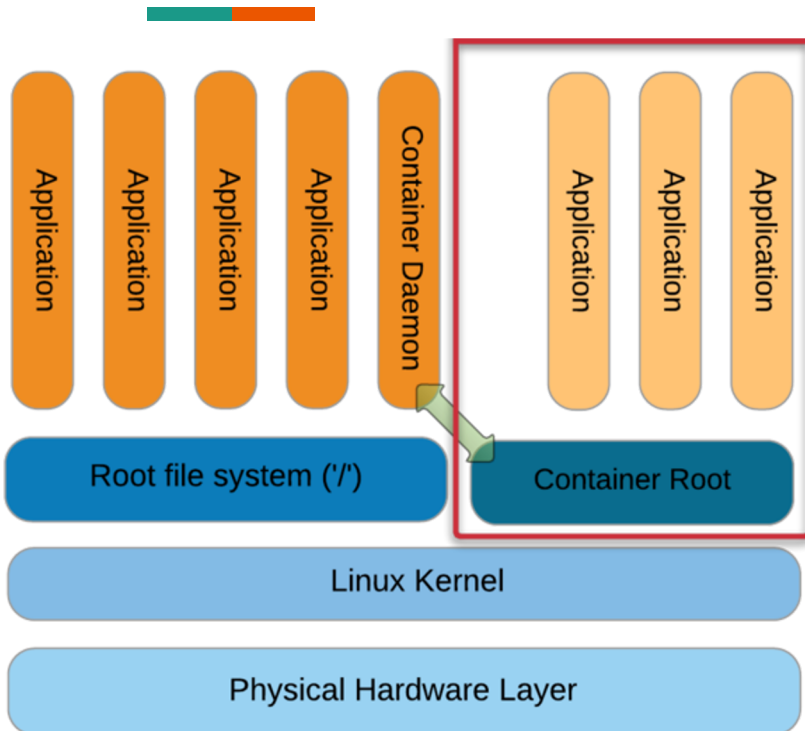 Application
Application
Application
Application
Container Daemon
Application
Application
Application
Root file system ('/')
Container Root
Linux Kernel
Physical Hardware Layer